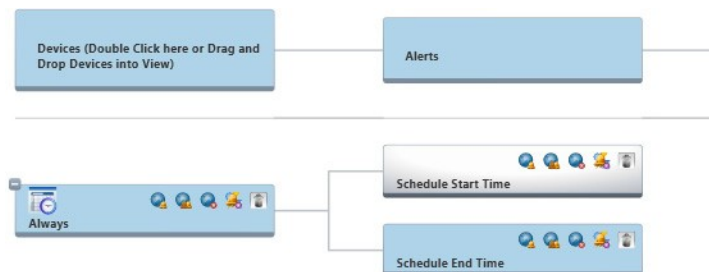 Devices (Double Click here or Drag and
Drop Devices into View)
Alerts
Always
Schedule Start Time
Schedule End Time